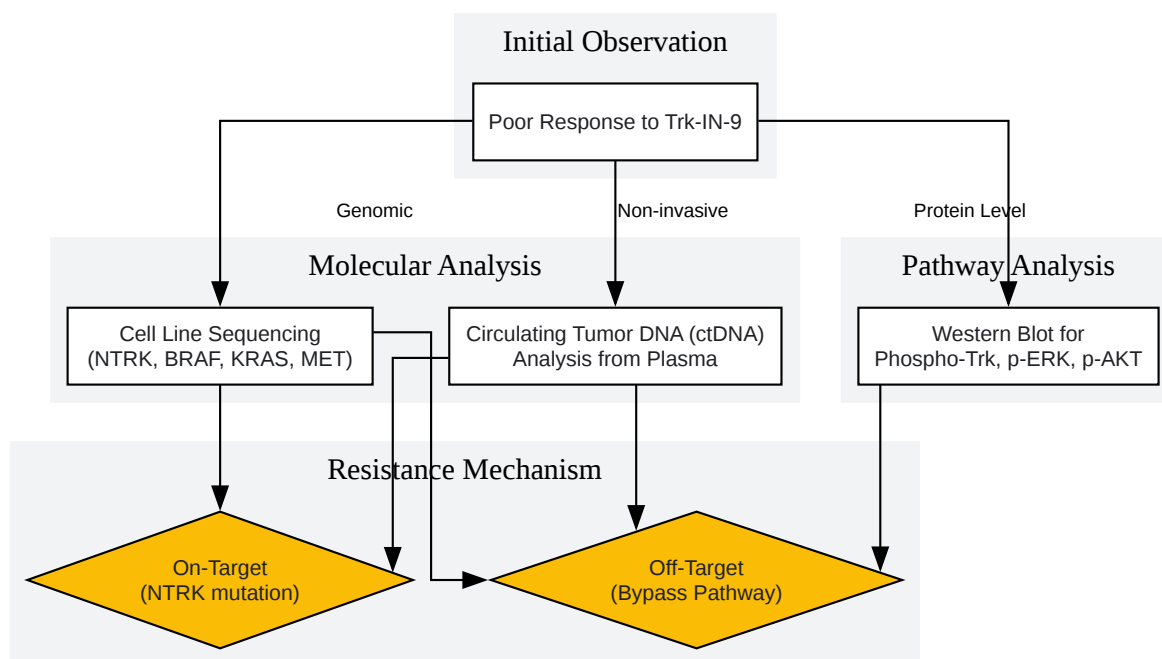 Initial Observation
Poor Response to Trk-IN-9
Genomic
Non-invasive
Protein Level
Molecular Analysis
Pathway Analysis
Cell Line Sequencing
(NTRK, BRAF, KRAS, MET)
Circulating Tumor DNA (ctDNA)
Analysis from Plasma
Western Blot for
Phospho-Trk, p-ERK, p-AKT
Resistance Mechanism
On-Target
(NTRK mutation)
Off-Target
(Bypass Pathway)